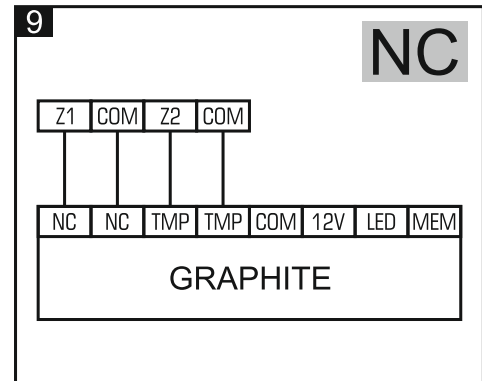 9
NC
Z1 COM Z2 COM
NC NC TMP TMP COM 12V LED MEM
GRAPHITE